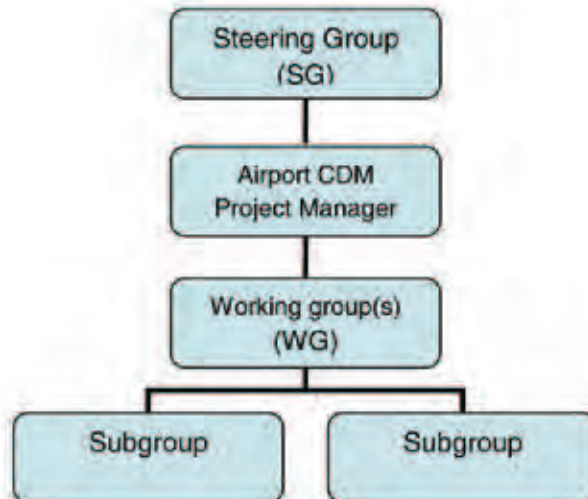 Steering Group
(SG)
Airport CDM
Project Manager
Working group(s)
(WG)
Subgroup
Subgroup